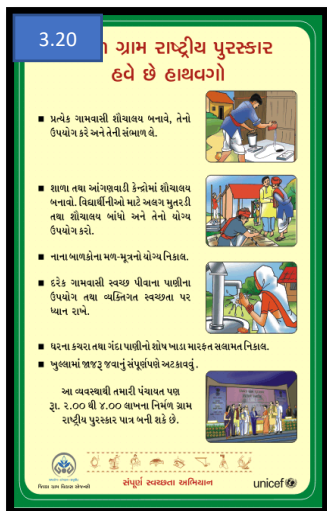 3.20
ગ્રામ રાષ્ટ્રીય પુરસ્કાર
હવે છે હાથવગો
■ પ્રત્યેક ગામવાસી શૌચાલય બનાવે, તેનો
ઉપયોગ કરે અને તેની સંભાળ લે.
■ શાળા તથા આંગણવાડી કેન્દ્રોમાં શૌચાલય
બનાવો. વિદ્યાર્થીનીઓ માટે અલગ મુતરડી
તથા શૌચાલય બાંધો અને તેનો યોગ્ય
ઉપયોગ કરો.
■ નાના બાળકોના મળ-મૂત્રનો યોગ્ય નિકાલ.
■ દરેક ગામવાસી સ્વચ્છ પીવાના પાણીના
ઉપયોગ તથા વ્યક્તિગત સ્વચ્છતા પર
ધ્યાન રાખે.
■ ઘરના કચરા તથા ગંદા પાણીનો શોષ ખાડા મારફત સલામત નિકાલ.
■ ખુલ્લામાં જાજરૂ જવાનું સંપૂર્ણપણે અટકાવવું.
આ વ્યવસ્થાથી તમારી પંચાયત પણ
રૂા. ૨.૦૦ થી ૪.૦૦ લાખના નિર્મળ ગ્રામ
રાષ્ટ્રીય પુરસ્કાર પાત્ર બની શકે છે.
જિલ્લા ગ્રામ વિકાસ એજન્સી
સંપૂર્ણ સ્વચ્છતા અભિયાન
unicef